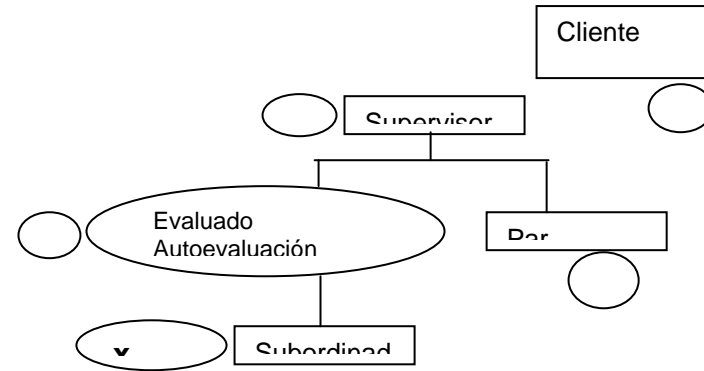 Cliente
Supervisor
Evaluado
Autoevaluación
Par
x
Subordinad